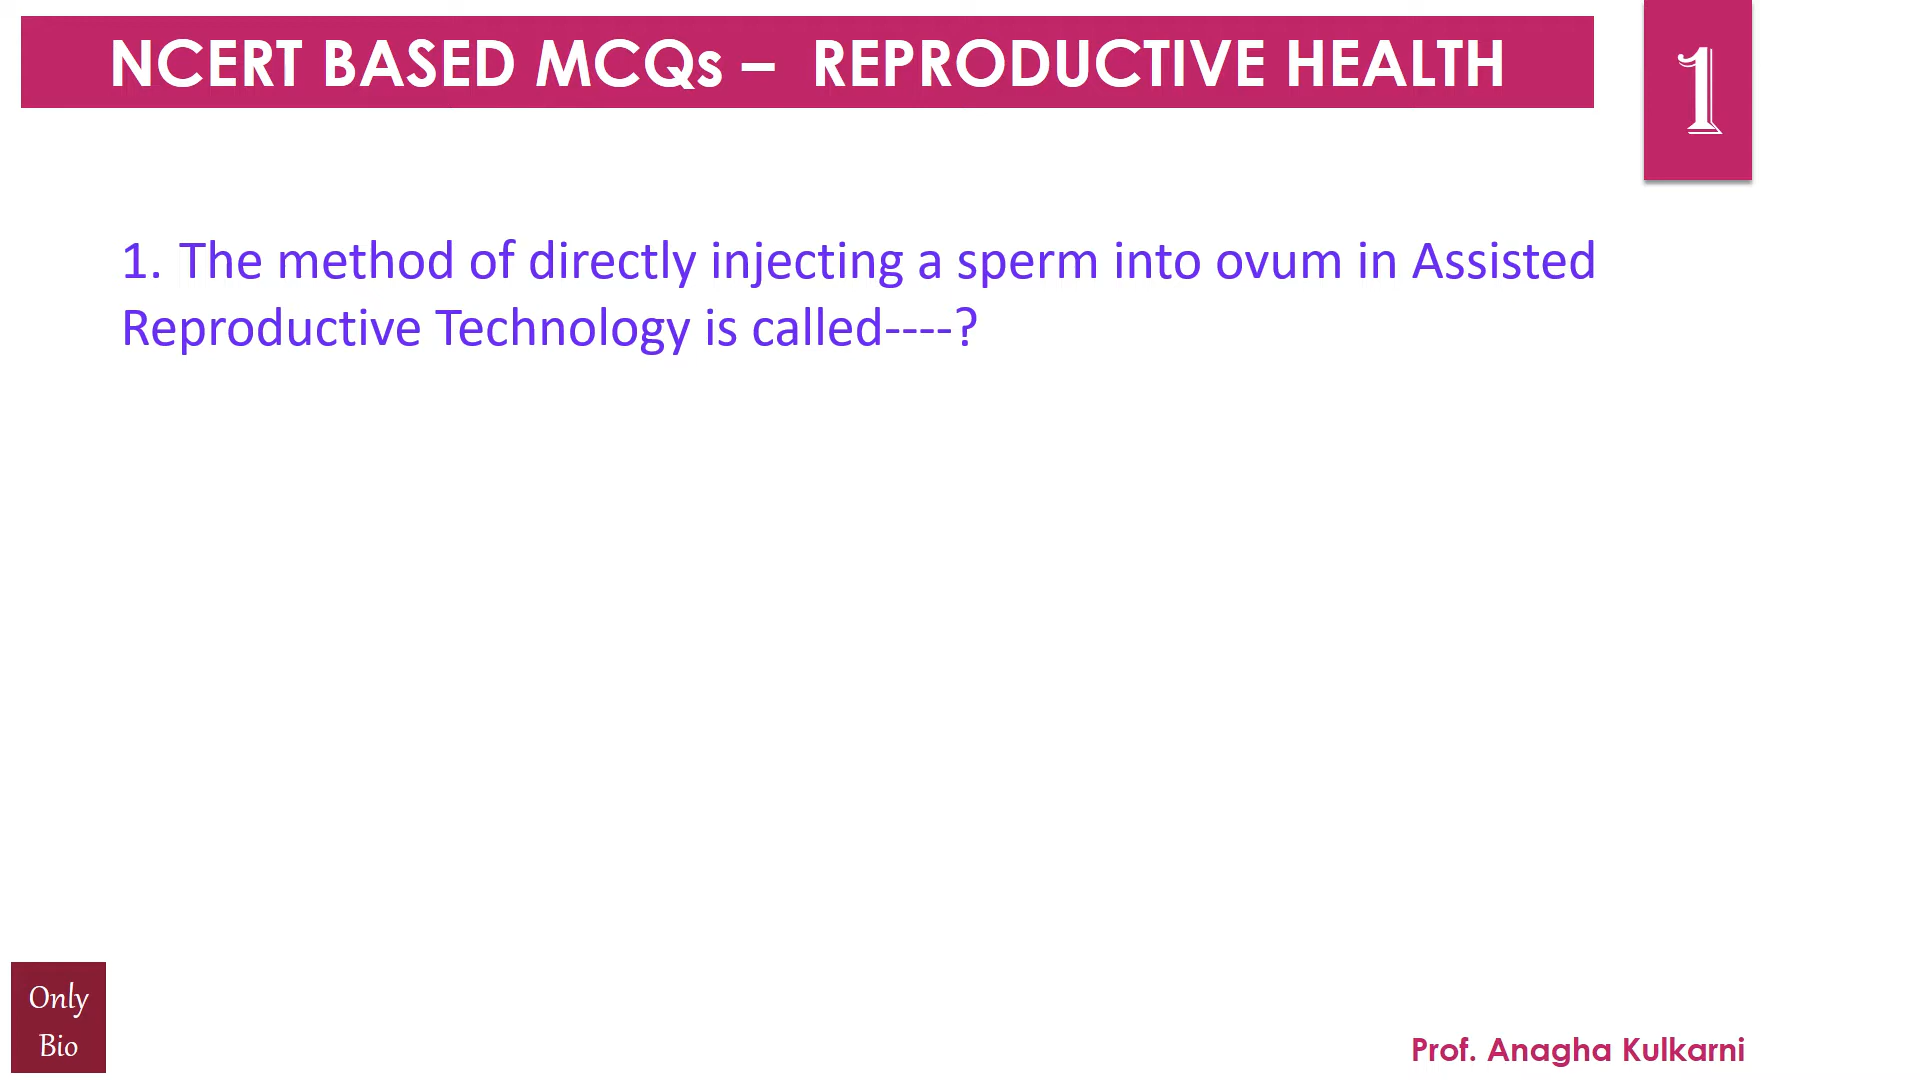 NCERT BASED MCQs – REPRODUCTIVE HEALTH
1
1. The method of directly injecting a sperm into ovum in Assisted
Reproductive Technology is called----?
Only
Bio
Prof. Anagha Kulkarni